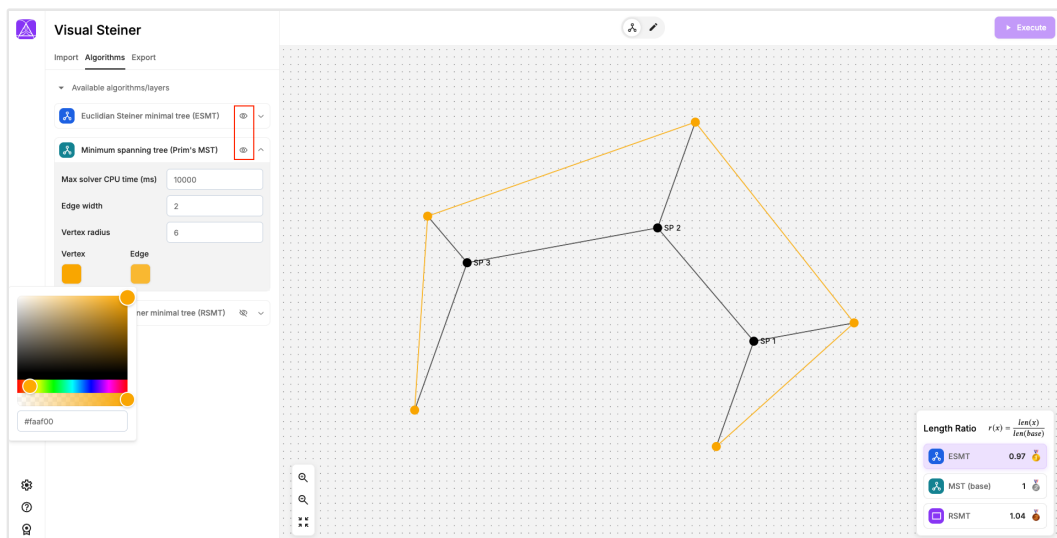 Visual Steiner
Execute
Import Algorithms Export
Available algorithms/layers
Euclidian Steiner minimal tree (ESMT)
Minimum spanning tree (Prim's MST)
Max solver CPU time (ms) 10000
Edge width 2
Vertex radius 6
Vertex Edge
ner minimal tree (RSMT)
#faaf00
SP 2
SP 3
SP 1
Length Ratio r(x) = len(x) / len(base)
ESMT 0.97
MST (base) 1
RSMT 1.04